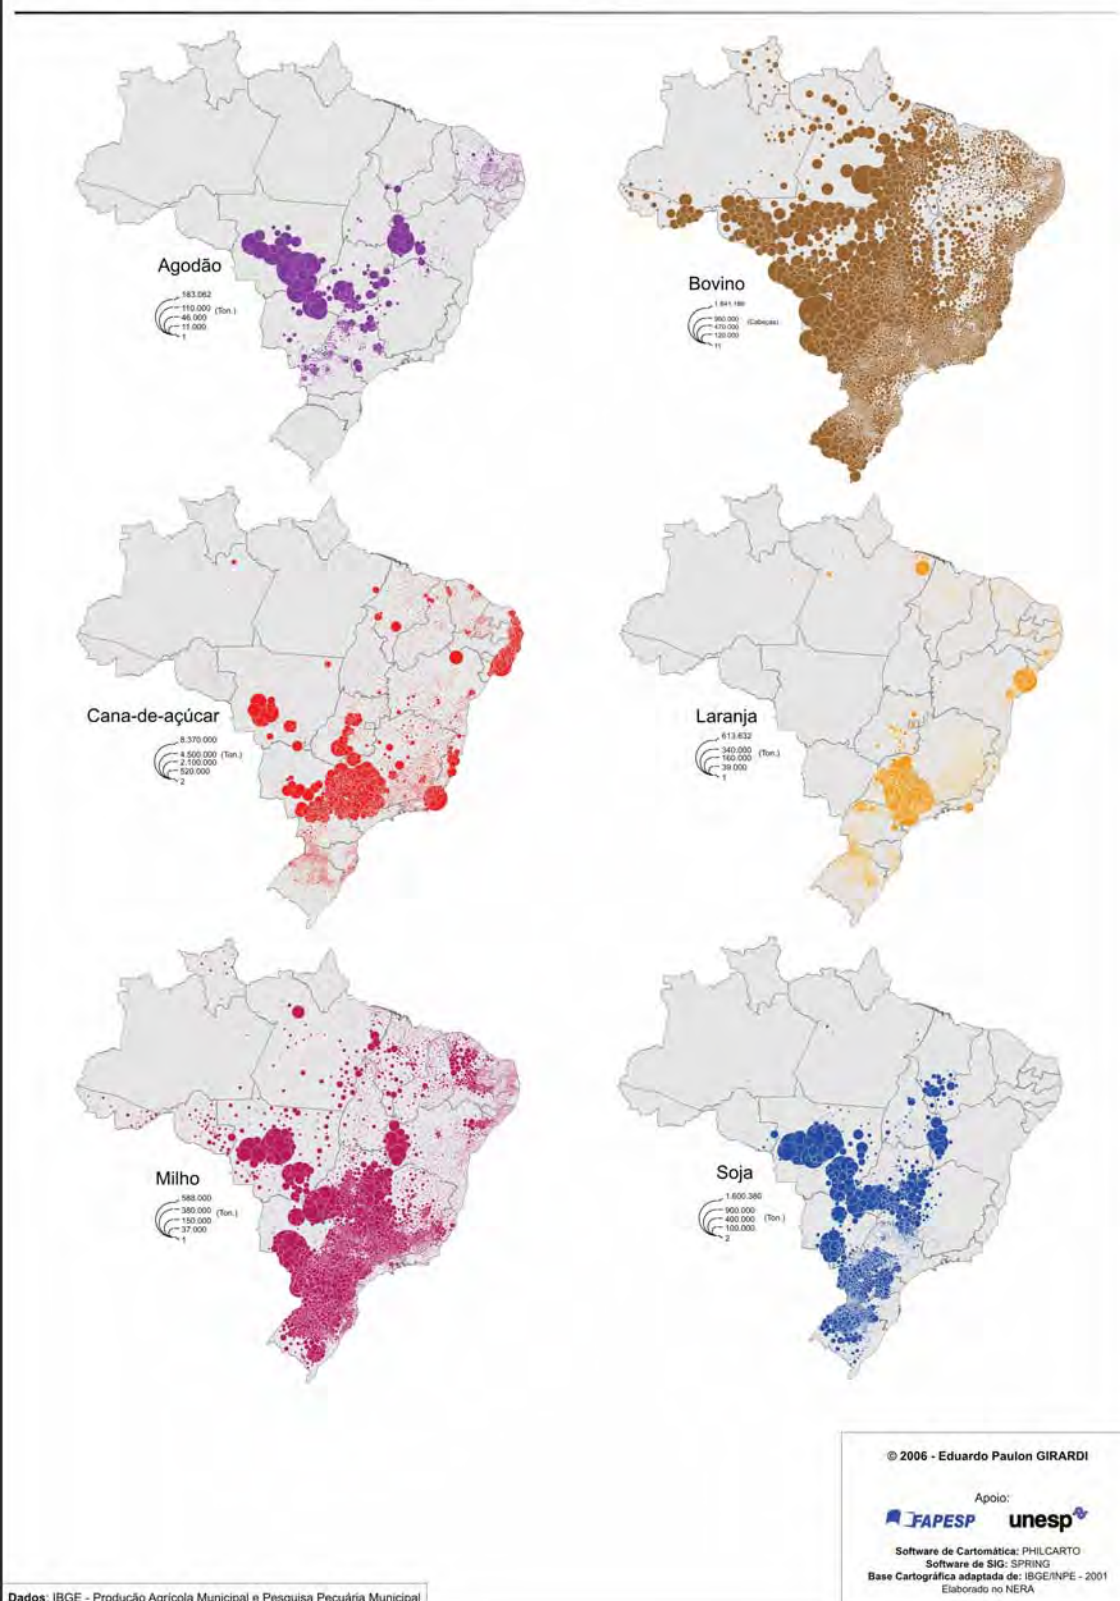 Agodão
163.062
110.000 (Ton.)
46.000
11.000
1
Bovino
1.841.180
960.000 (Cabeças)
470.000
120.000
11
Cana-de-açúcar
8.370.000
4.500.000 (Ton.)
2.100.000
520.000
2
Laranja
613.632
340.000 (Ton.)
160.000
39.000
1
Milho
588.000
380.000 (Ton.)
150.000
37.000
1
Soja
1.600.380
900.000
400.000 (Ton.)
100.000
2
© 2006 - Eduardo Paulon GIRARDI
Apoio:
FAPESP unesp
Software de Cartomática: PHILCARTO
Software de SIG: SPRING
Base Cartográfica adaptada de: IBGE/INPE - 2001
Elaborado no NERA
Dados: IBGE - Produção Agrícola Municipal e Pesquisa Pecuária Municipal